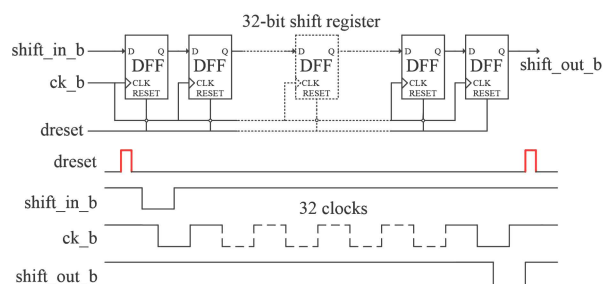 32-bit shift register
shift_in_b
D Q D Q D Q D Q D Q
DFF DFF DFF DFF DFF
shift_out_b
ck_b
CLK CLK CLK CLK CLK
RESET RESET RESET RESET RESET
dreset
dreset
shift_in_b
32 clocks
ck_b
shift_out_b